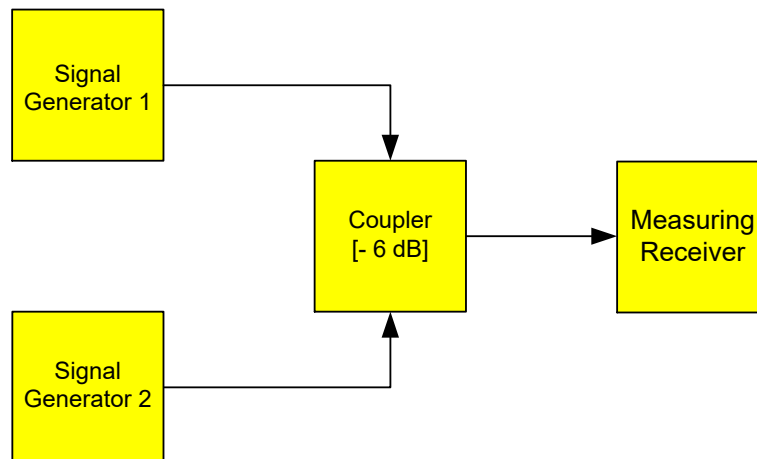 Signal
Generator 1
Coupler
[- 6 dB]
Measuring
Receiver
Signal
Generator 2